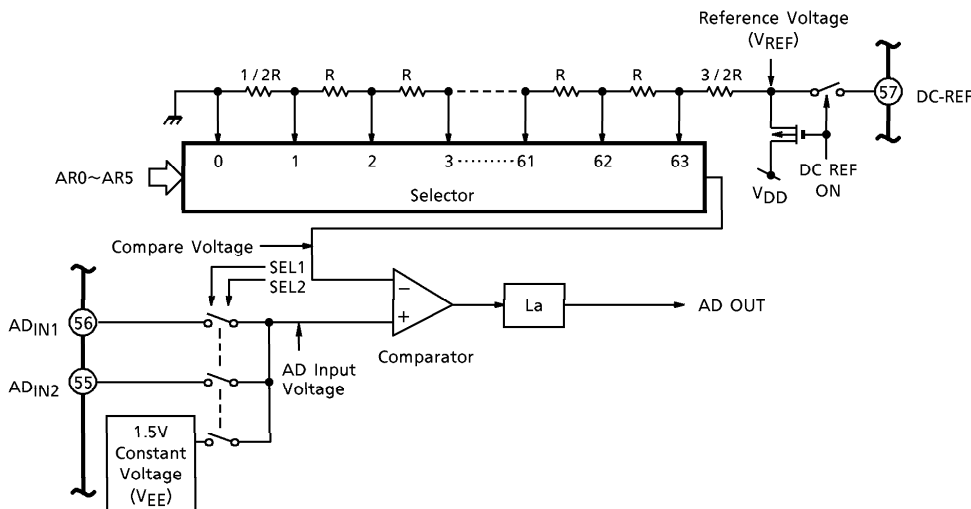 Reference Voltage
(VREF)
1/2R R R R R 3/2R
57 DC-REF
0 1 2 3 ········ 61 62 63
AR0~AR5
Selector
VDD
DC REF
ON
Compare Voltage
SEL1
SEL2
−
+
La
AD OUT
ADIN1 56
Comparator
AD Input
Voltage
ADIN2 55
1.5V
Constant
Voltage
(VEE)